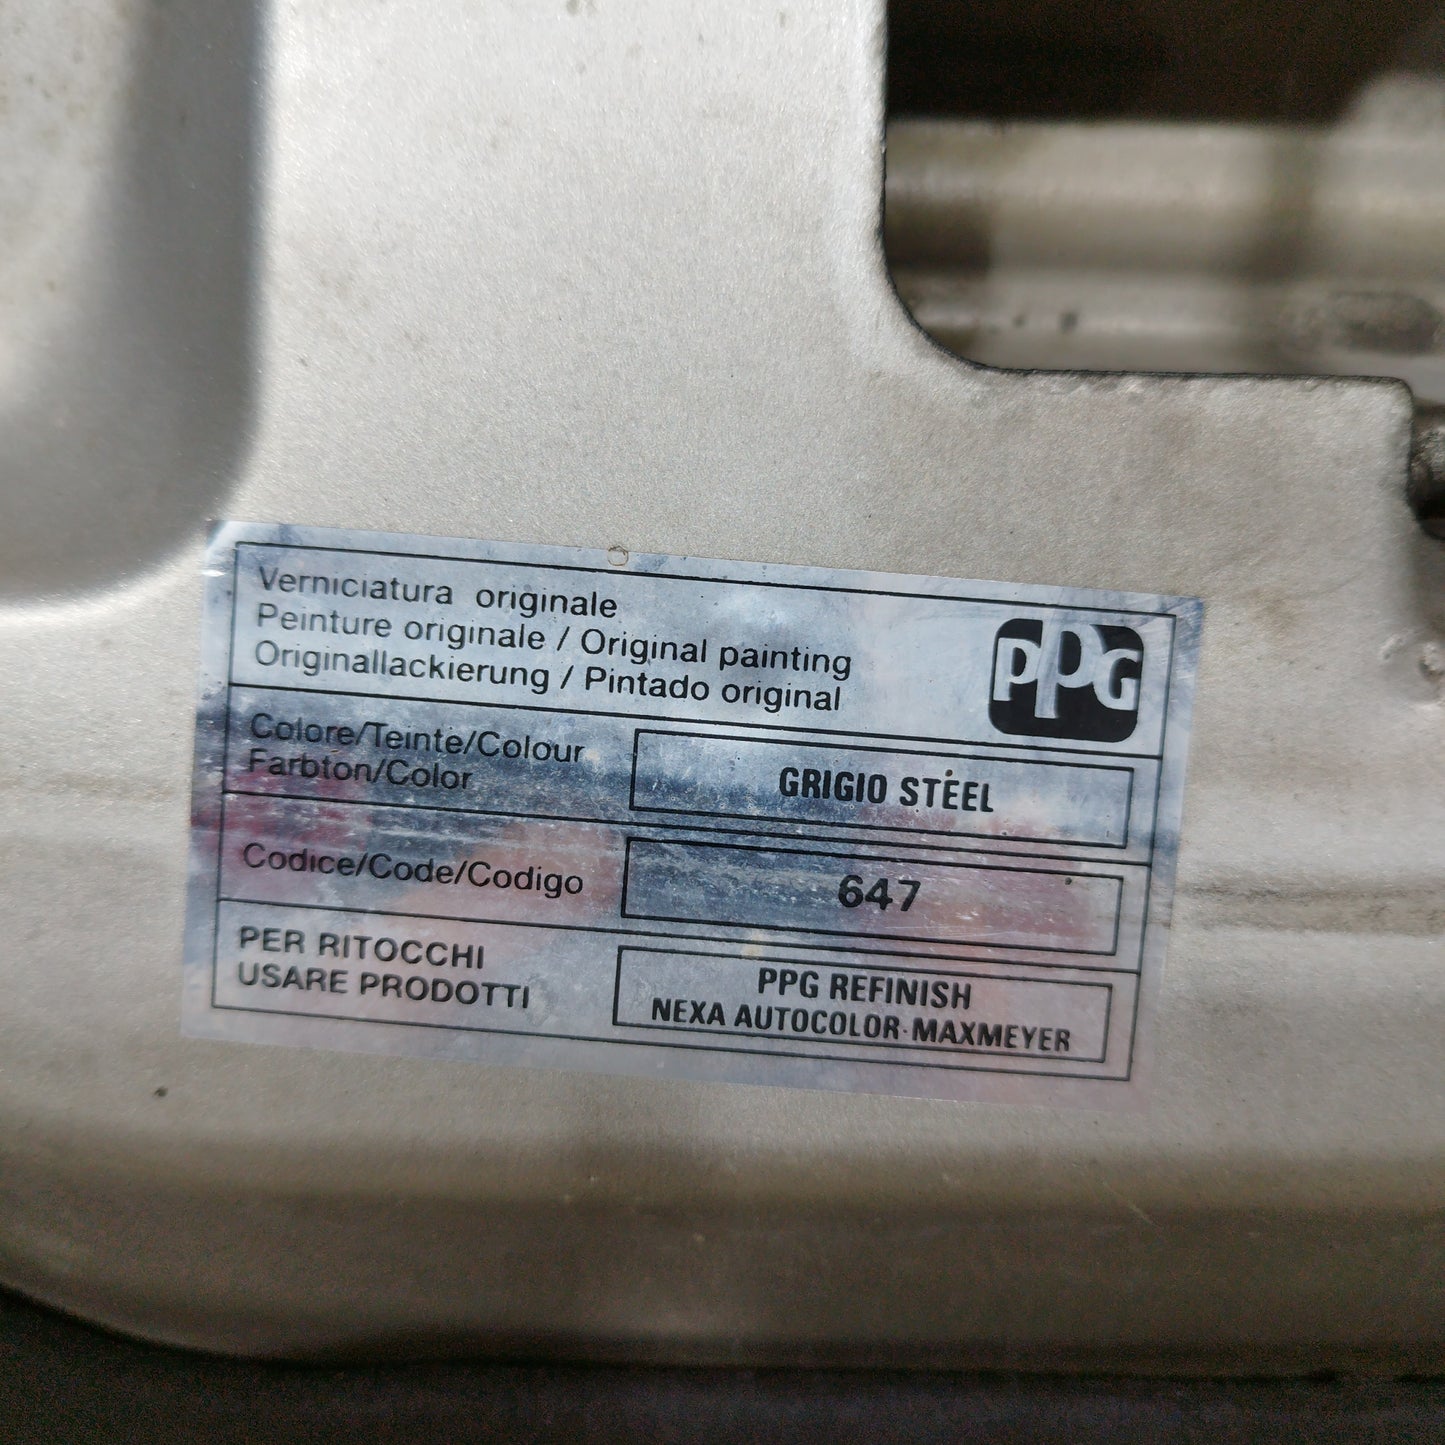 Verniciatura originale
Peinture originale / Original painting
Originallackierung / Pintado original
PPG
Colore/Teinte/Colour
Farbton/Color
GRIGIO STEEL
Codice/Code/Codigo
647
PER RITOCCHI
USARE PRODOTTI
PPG REFINISH
NEXA AUTOCOLOR-MAXMEYER